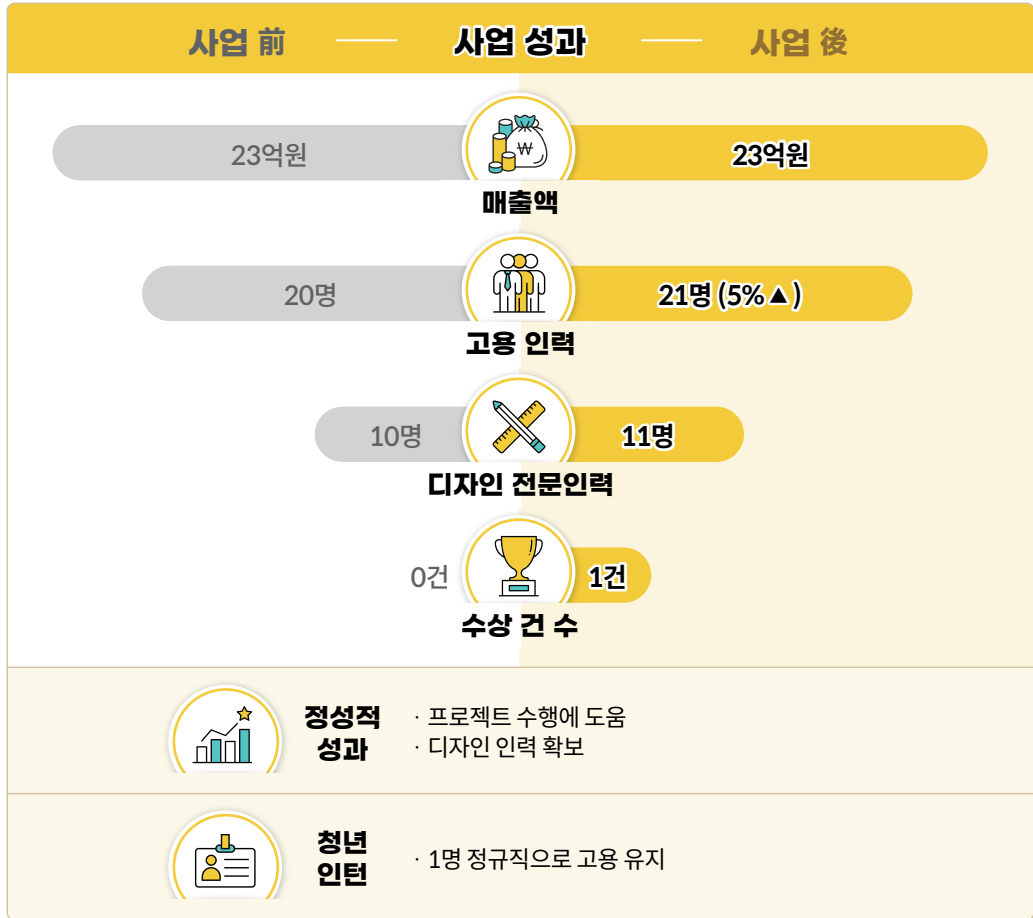 사업 前 사업 성과 사업 後
23억원 ₩ 23억원
매출액
20명 21명 (5%▲)
고용 인력
10명 11명
디자인 전문인력
0건 1건
수상 건 수
정성적
성과
· 프로젝트 수행에 도움
· 디자인 인력 확보
청년
인턴
· 1명 정규직으로 고용 유지